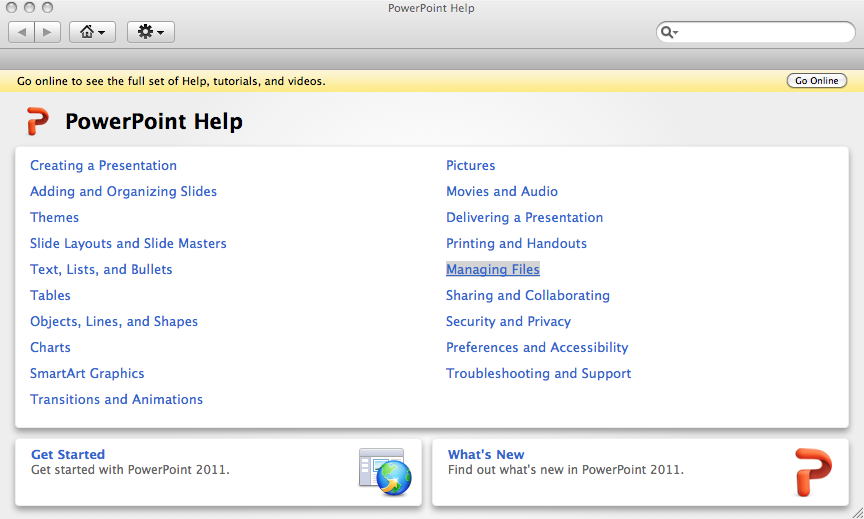 PowerPoint Help
Go online to see the full set of Help, tutorials, and videos.
Go Online
PowerPoint Help
Creating a Presentation
Adding and Organizing Slides
Themes
Slide Layouts and Slide Masters
Text, Lists, and Bullets
Tables
Objects, Lines, and Shapes
Charts
SmartArt Graphics
Transitions and Animations
Pictures
Movies and Audio
Delivering a Presentation
Printing and Handouts
Managing Files
Sharing and Collaborating
Security and Privacy
Preferences and Accessibility
Troubleshooting and Support
Get Started
Get started with PowerPoint 2011.
What's New
Find out what's new in PowerPoint 2011.